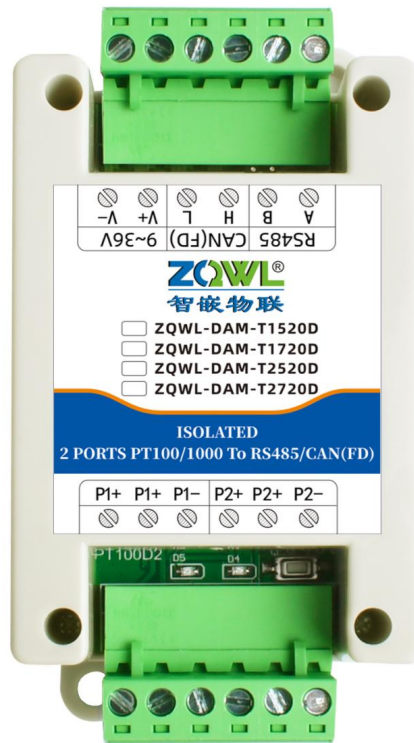 V- V+ L H B A
9~36V CAN(FD) RS485
ZQWL®
智嵌物联
ZQWL-DAM-T1520D
ZQWL-DAM-T1720D
ZQWL-DAM-T2520D
ZQWL-DAM-T2720D
ISOLATED
2 PORTS PT100/1000 To RS485/CAN(FD)
P1+ P1+ P1- P2+ P2+ P2-
PT100D2
D5 D4